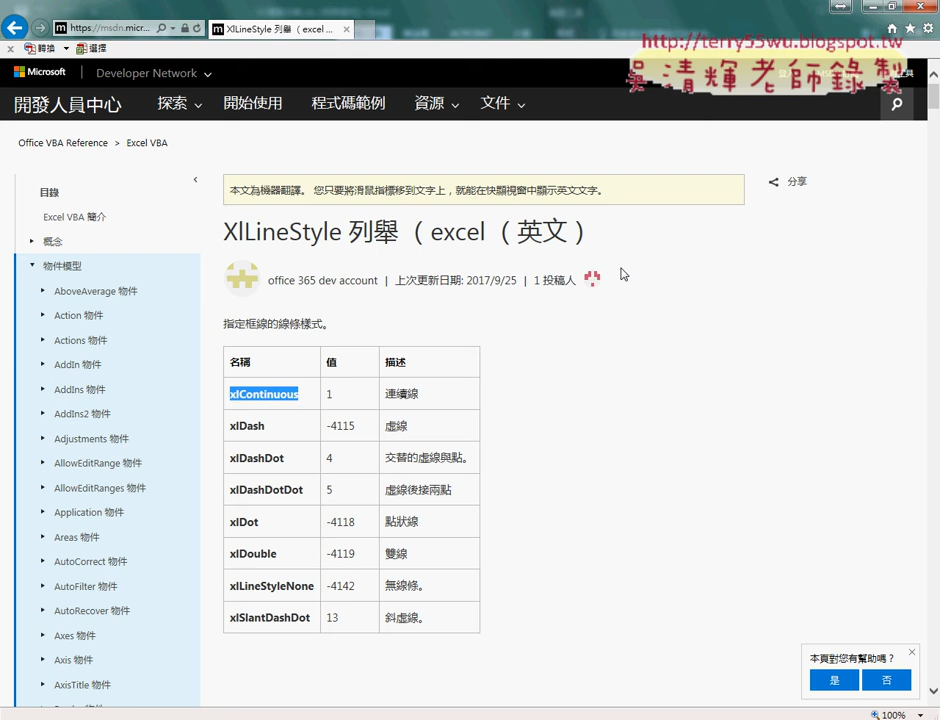 https://msdn.micr...
XlLineStyle 列舉 （excel ...
轉換
選擇
http://terry55wu.blogspot.tw
吳清輝老師錄製
Microsoft
Developer Network
開發人員中心
探索
開始使用
程式碼範例
資源
文件
Office VBA Reference > Excel VBA
目錄
Excel VBA 簡介
概念
物件模型
AboveAverage 物件
Action 物件
Actions 物件
AddIn 物件
AddIns 物件
AddIns2 物件
Adjustments 物件
AllowEditRange 物件
AllowEditRanges 物件
Application 物件
Areas 物件
AutoCorrect 物件
AutoFilter 物件
AutoRecover 物件
Axes 物件
Axis 物件
AxisTitle 物件
本文為機器翻譯。 您只要將滑鼠指標移到文字上，就能在快顯視窗中顯示英文文字。
分享
XlLineStyle 列舉 （excel （英文）
office 365 dev account | 上次更新日期: 2017/9/25 | 1 投稿人
指定框線的線條樣式。
名稱 值 描述
xlContinuous 1 連續線
xlDash -4115 虛線
xlDashDot 4 交替的虛線與點。
xlDashDotDot 5 虛線後接兩點
xlDot -4118 點狀線
xlDouble -4119 雙線
xlLineStyleNone -4142 無線條。
xlSlantDashDot 13 斜虛線。
本頁對您有幫助嗎？
是
否
100%